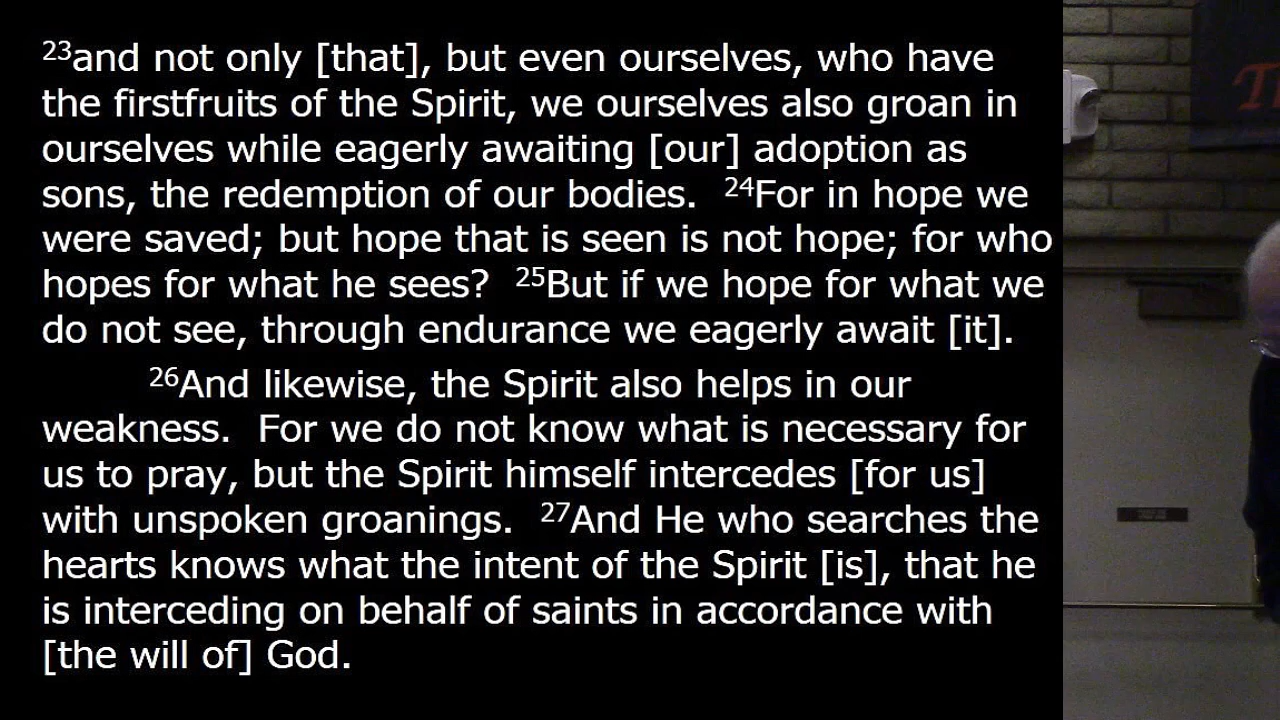 23and not only [that], but even ourselves, who have
the firstfruits of the Spirit, we ourselves also groan in
ourselves while eagerly awaiting [our] adoption as
sons, the redemption of our bodies. 24For in hope we
were saved; but hope that is seen is not hope; for who
hopes for what he sees? 25But if we hope for what we
do not see, through endurance we eagerly await [it].
26And likewise, the Spirit also helps in our
weakness. For we do not know what is necessary for
us to pray, but the Spirit himself intercedes [for us]
with unspoken groanings. 27And He who searches the
hearts knows what the intent of the Spirit [is], that he
is interceding on behalf of saints in accordance with
[the will of] God.